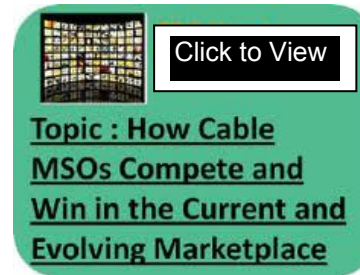 Click to View
Topic : How Cable
MSOs Compete and
Win in the Current and
Evolving Marketplace